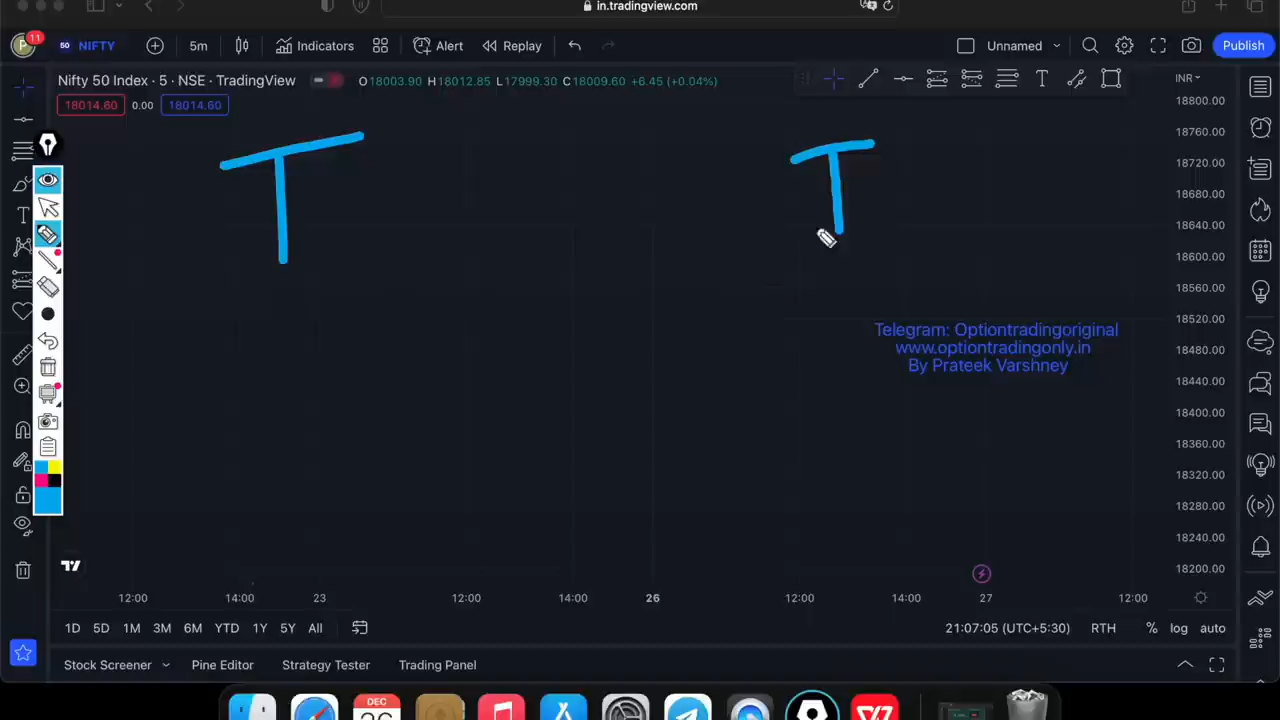 in.tradingview.com
P 11 50 NIFTY 5m Indicators Alert Replay Unnamed Publish
Nifty 50 Index · 5 · NSE · TradingView O18003.90 H18012.85 L17999.30 C18009.60 +6.45 (+0.04%) INR
18014.60 0.00 18014.60
T T
18800.00
18760.00
18720.00
18680.00
18640.00
18600.00
18560.00
18520.00
18480.00
18440.00
18400.00
18360.00
18320.00
18280.00
18240.00
18200.00
Telegram: Optiontradingoriginal
www.optiontradingonly.in
By Prateek Varshney
12:00 14:00 23 12:00 14:00 26 12:00 14:00 27 12:00
1D 5D 1M 3M 6M YTD 1Y 5Y All 21:07:05 (UTC+5:30) RTH % log auto
Stock Screener Pine Editor Strategy Tester Trading Panel
DEC